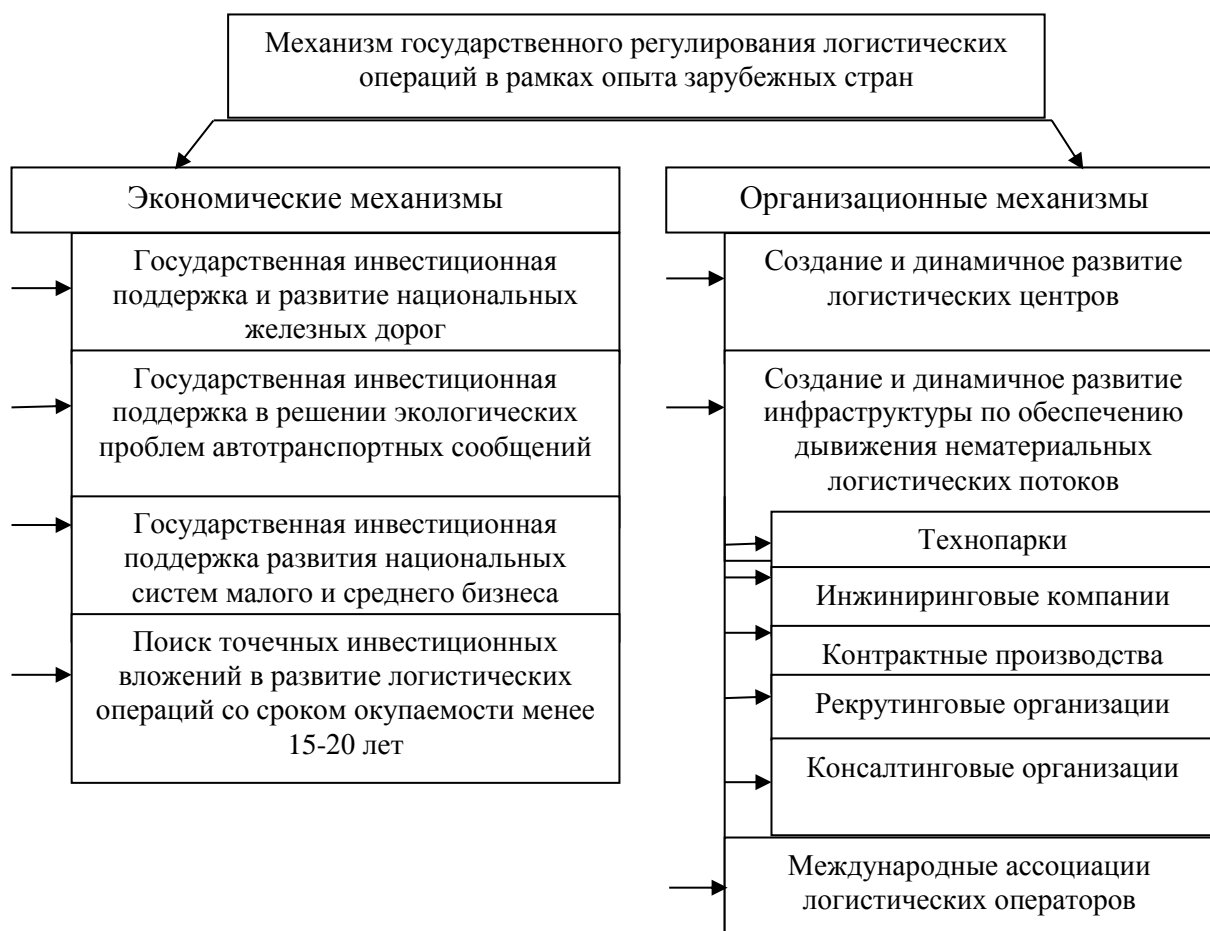 Механизм государственного регулирования логистических
операций в рамках опыта зарубежных стран
Экономические механизмы
Государственная инвестиционная
поддержка и развитие национальных
железных дорог
Государственная инвестиционная
поддержка в решении экологических
проблем автотранспортных сообщений
Государственная инвестиционная
поддержка развития национальных
систем малого и среднего бизнеса
Поиск точечных инвестиционных
вложений в развитие логистических
операций со сроком окупаемости менее
15-20 лет
Организационные механизмы
Создание и динамичное развитие
логистических центров
Создание и динамичное развитие
инфраструктуры по обеспечению
дывижения нематериальных
логистических потоков
Технопарки
Инжиниринговые компании
Контрактные производства
Рекрутинговые организации
Консалтинговые организации
Международные ассоциации
логистических операторов